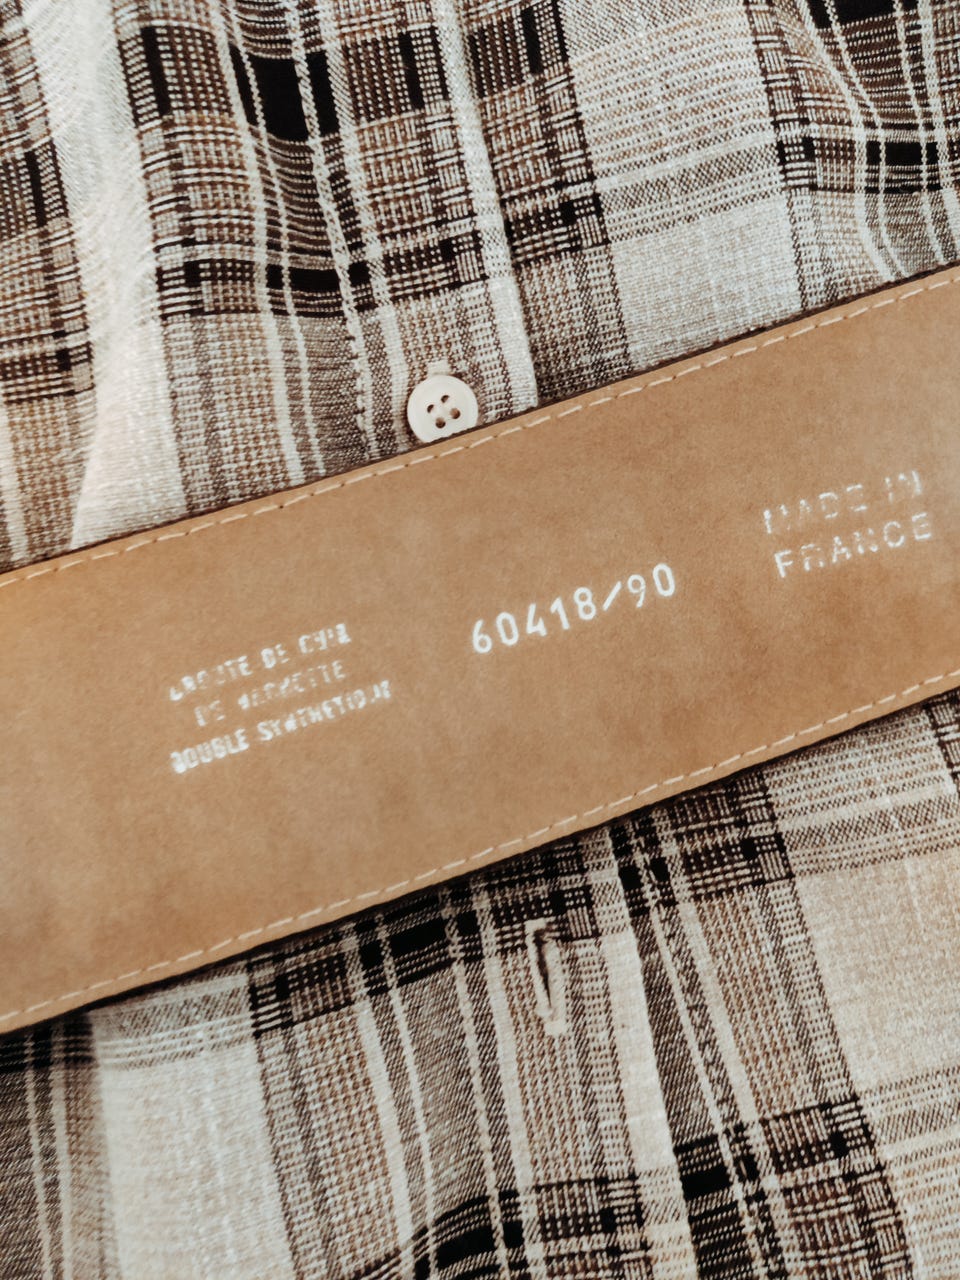 CROUTE DE CUIR
DE VACHETTE
DOUBLE SYNTHETIQUE
60418/90
MADE IN
FRANCE